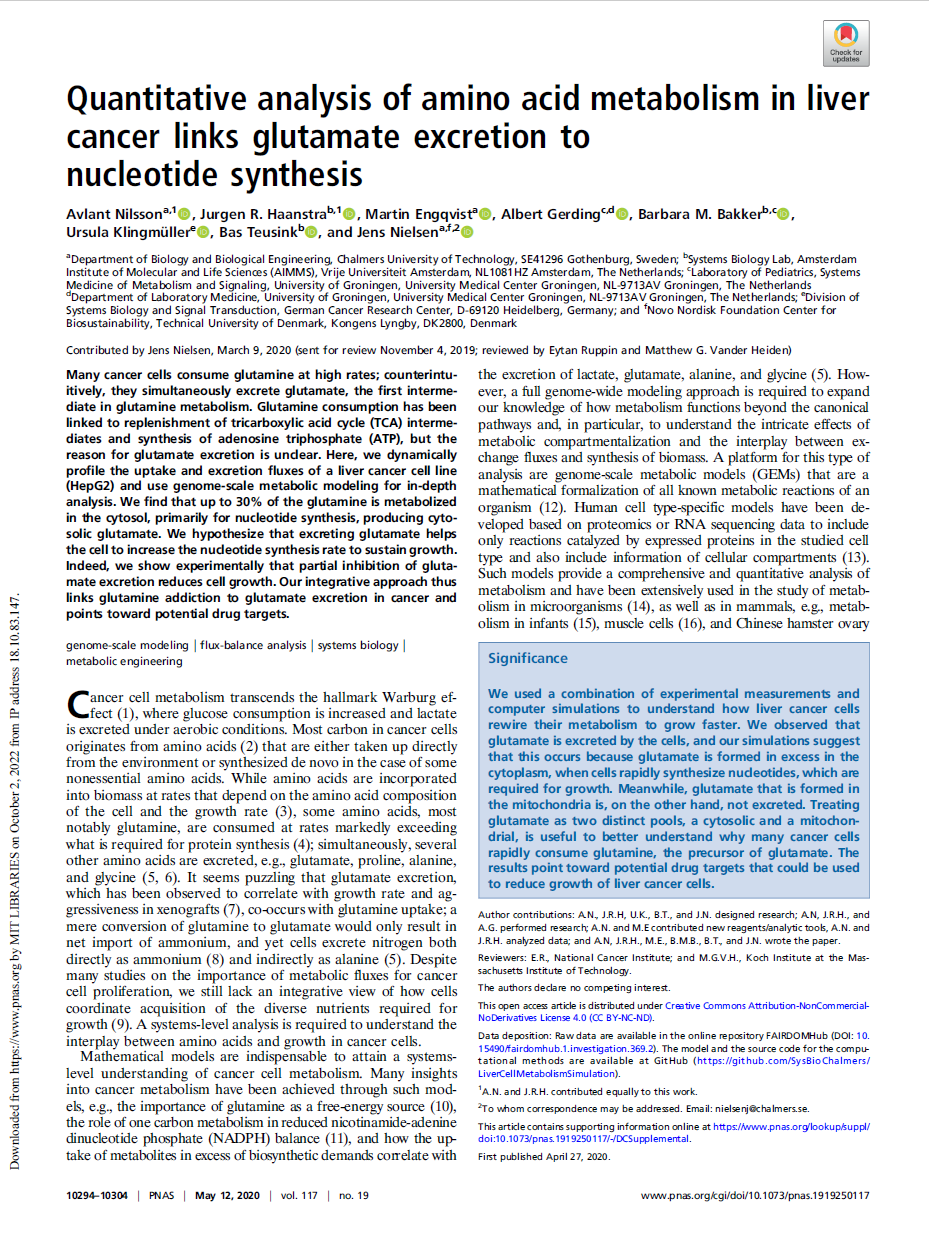 Check for
updates
Quantitative analysis of amino acid metabolism in liver
cancer links glutamate excretion to
nucleotide synthesis
Avlant Nilssona,1, Jurgen R. Haanstrab,1, Martin Engqvista, Albert Gerdingc,d, Barbara M. Bakkerb,c,
Ursula Klingmüllere, Bas Teusinkb, and Jens Nielsena,f,2
aDepartment of Biology and Biological Engineering, Chalmers University of Technology, SE41296 Gothenburg, Sweden; bSystems Biology Lab, Amsterdam
Institute of Molecular and Life Sciences (AIMMS), Vrije Universiteit Amsterdam, NL1081HZ Amsterdam, The Netherlands; cLaboratory of Pediatrics, Systems
Medicine of Metabolism and Signaling, University of Groningen, University Medical Center Groningen, NL-9713AV Groningen, The Netherlands
dDepartment of Laboratory Medicine, University of Groningen, University Medical Center Groningen, NL-9713AV Groningen, The Netherlands; eDivision of
Systems Biology and Signal Transduction, German Cancer Research Center, D-69120 Heidelberg, Germany; and fNovo Nordisk Foundation Center for
Biosustainability, Technical University of Denmark, Kongens Lyngby, DK2800, Denmark
Contributed by Jens Nielsen, March 9, 2020 (sent for review November 4, 2019; reviewed by Eytan Ruppin and Matthew G. Vander Heiden)
Many cancer cells consume glutamine at high rates; counterintu-
itively, they simultaneously excrete glutamate, the first interme-
diate in glutamine metabolism. Glutamine consumption has been
linked to replenishment of tricarboxylic acid cycle (TCA) interme-
diates and synthesis of adenosine triphosphate (ATP), but the
reason for glutamate excretion is unclear. Here, we dynamically
profile the uptake and excretion fluxes of a liver cancer cell line
(HepG2) and use genome-scale metabolic modeling for in-depth
analysis. We find that up to 30% of the glutamine is metabolized
in the cytosol, primarily for nucleotide synthesis, producing cyto-
solic glutamate. We hypothesize that excreting glutamate helps
the cell to increase the nucleotide synthesis rate to sustain growth.
Indeed, we show experimentally that partial inhibition of gluta-
mate excretion reduces cell growth. Our integrative approach thus
links glutamine addiction to glutamate excretion in cancer and
points toward potential drug targets.
genome-scale modeling | flux-balance analysis | systems biology |
metabolic engineering
Cancer cell metabolism transcends the hallmark Warburg ef-
fect (1), where glucose consumption is increased and lactate
is excreted under aerobic conditions. Most carbon in cancer cells
originates from amino acids (2) that are either taken up directly
from the environment or synthesized de novo in the case of some
nonessential amino acids. While amino acids are incorporated
into biomass at rates that depend on the amino acid composition
of the cell and the growth rate (3), some amino acids, most
notably glutamine, are consumed at rates markedly exceeding
what is required for protein synthesis (4); simultaneously, several
other amino acids are excreted, e.g., glutamate, proline, alanine,
and glycine (5, 6). It seems puzzling that glutamate excretion,
which has been observed to correlate with growth rate and ag-
gressiveness in xenografts (7), co-occurs with glutamine uptake; a
mere conversion of glutamine to glutamate would only result in
net import of ammonium, and yet cells excrete nitrogen both
directly as ammonium (8) and indirectly as alanine (5). Despite
many studies on the importance of metabolic fluxes for cancer
cell proliferation, we still lack an integrative view of how cells
coordinate acquisition of the diverse nutrients required for
growth (9). A systems-level analysis is required to understand the
interplay between amino acids and growth in cancer cells.
Mathematical models are indispensable to attain a systems-
level understanding of cancer cell metabolism. Many insights
into cancer metabolism have been achieved through such mod-
els, e.g., the importance of glutamine as a free-energy source (10),
the role of one carbon metabolism in reduced nicotinamide-adenine
dinucleotide phosphate (NADPH) balance (11), and how the up-
take of metabolites in excess of biosynthetic demands correlate with
the excretion of lactate, glutamate, alanine, and glycine (5). How-
ever, a full genome-wide modeling approach is required to expand
our knowledge of how metabolism functions beyond the canonical
pathways and, in particular, to understand the intricate effects of
metabolic compartmentalization and the interplay between ex-
change fluxes and synthesis of biomass. A platform for this type of
analysis are genome-scale metabolic models (GEMs) that are a
mathematical formalization of all known metabolic reactions of an
organism (12). Human cell type-specific models have been de-
veloped based on proteomics or RNA sequencing data to include
only reactions catalyzed by expressed proteins in the studied cell
type and also include information of cellular compartments (13).
Such models provide a comprehensive and quantitative analysis of
metabolism and have been extensively used in the study of metab-
olism in microorganisms (14), as well as in mammals, e.g., metab-
olism in infants (15), muscle cells (16), and Chinese hamster ovary
Significance
We used a combination of experimental measurements and
computer simulations to understand how liver cancer cells
rewire their metabolism to grow faster. We observed that
glutamate is excreted by the cells, and our simulations suggest
that this occurs because glutamate is formed in excess in the
cytoplasm, when cells rapidly synthesize nucleotides, which are
required for growth. Meanwhile, glutamate that is formed in
the mitochondria is, on the other hand, not excreted. Treating
glutamate as two distinct pools, a cytosolic and a mitochon-
drial, is useful to better understand why many cancer cells
rapidly consume glutamine, the precursor of glutamate. The
results point toward potential drug targets that could be used
to reduce growth of liver cancer cells.
Author contributions: A.N., J.R.H, U.K., B.T., and J.N. designed research; A.N, J.R.H., and
A.G. performed research; A.N. and M.E contributed new reagents/analytic tools, A.N. and
J.R.H. analyzed data; and A.N, J.R.H., M.E., B.M.B., B.T., and J.N. wrote the paper.
Reviewers: E.R., National Cancer Institute; and M.G.V.H., Koch Institute at the Mas-
sachusetts Institute of Technology.
The authors declare no competing interest.
This open access article is distributed under Creative Commons Attribution-NonCommercial-
NoDerivatives License 4.0 (CC BY-NC-ND).
Data deposition: Raw data are available in the online repository FAIRDOMHub (DOI: 10.
15490/fairdomhub.1.investigation.369.2). The model and the source code for the compu-
tational methods are available at GitHub (https://github.com/SysBioChalmers/
LiverCellMetabolismSimulation).
1A.N. and J.R.H. contributed equally to this work.
2To whom correspondence may be addressed. Email: nielsenj@chalmers.se.
This article contains supporting information online at https://www.pnas.org/lookup/suppl/
doi:10.1073/pnas.1919250117/-/DCSupplemental.
First published April 27, 2020.
10294–10304 | PNAS | May 12, 2020 | vol. 117 | no. 19
www.pnas.org/cgi/doi/10.1073/pnas.1919250117
Downloaded from https://www.pnas.org by MIT LIBRARIES on October 2, 2022 from IP address 18.10.83.147.